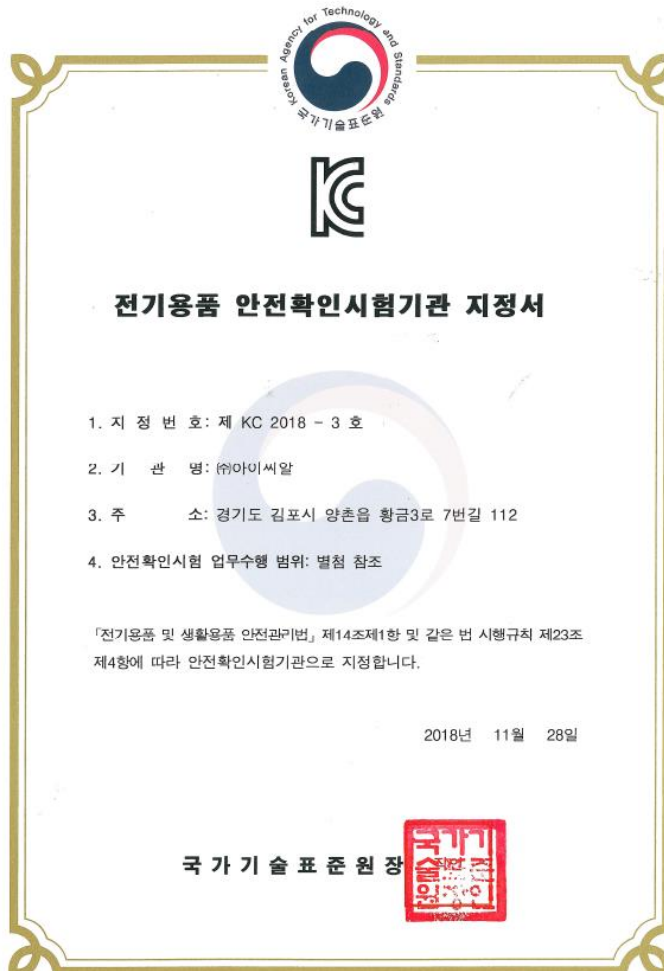 Korean Agency for Technology and Standards
국가기술표준원
KC
전기용품 안전확인시험기관 지정서
1. 지 정 번 호: 제 KC 2018 - 3 호
2. 기 관 명: ㈜아이씨알
3. 주 소: 경기도 김포시 양촌읍 황금3로 7번길 112
4. 안전확인시험 업무수행 범위: 별첨 참조
「전기용품 및 생활용품 안전관리법」 제14조제1항 및 같은 법 시행규칙 제23조
제4항에 따라 안전확인시험기관으로 지정합니다.
2018년 11월 28일
국가기술표준원장